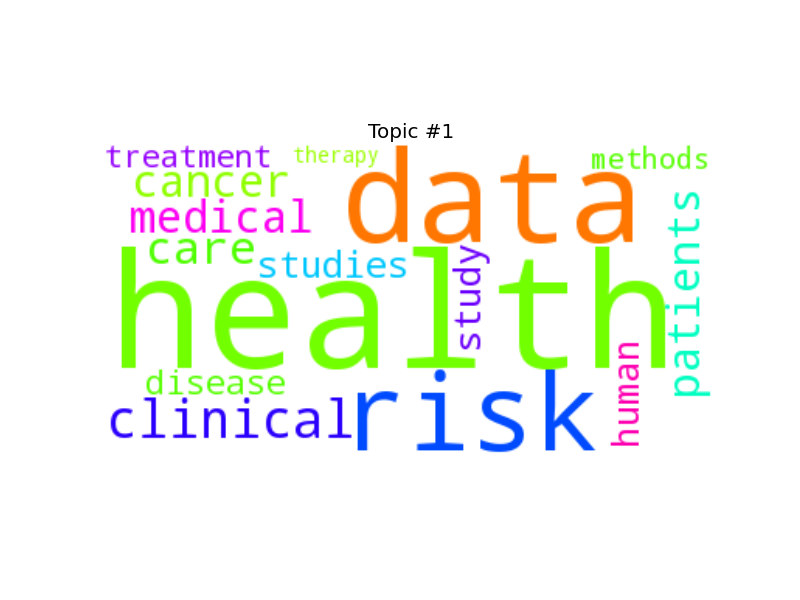 Topic #1
treatment
therapy
data
methods
cancer
medical
patients
care
studies
study
health
human
disease
clinical
risk